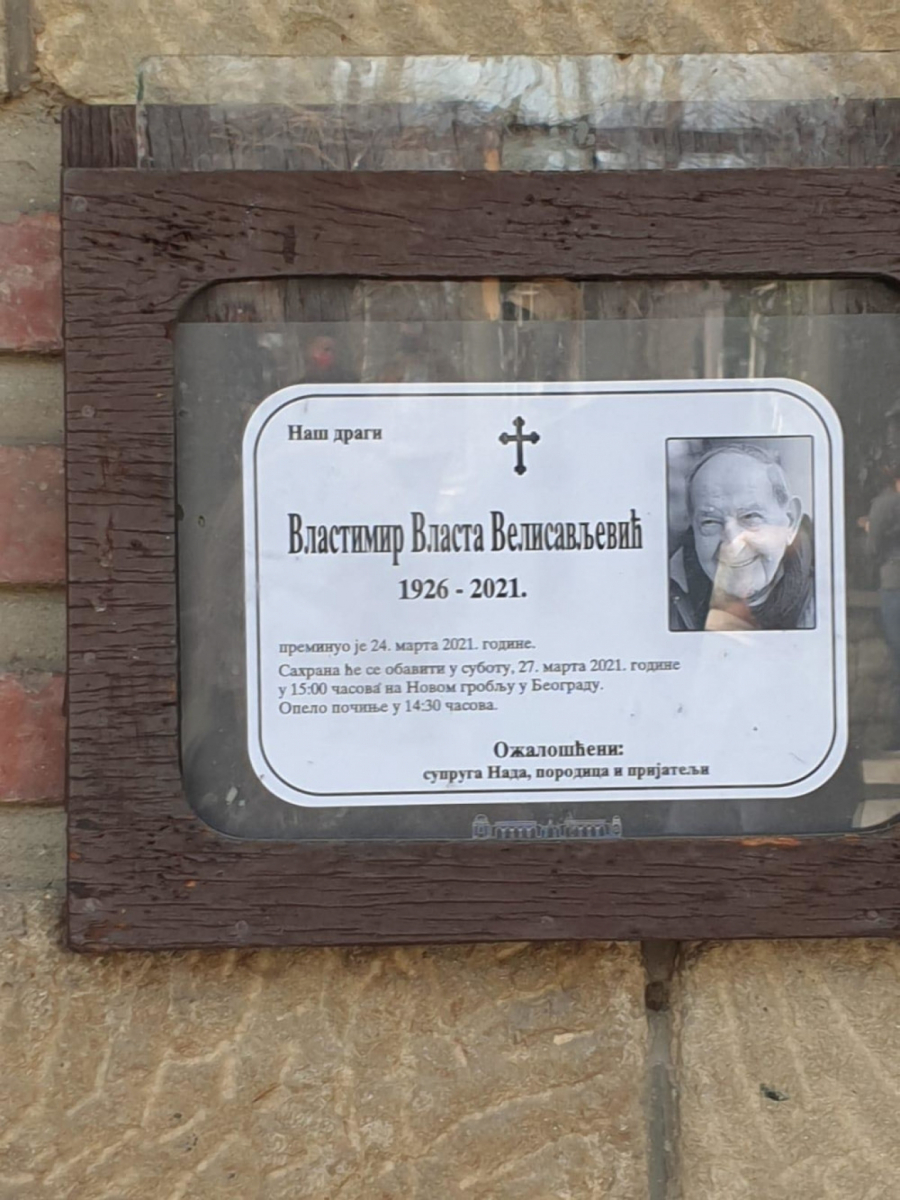 Наш драги
Властимир Власта Велисављевић
1926 - 2021.
преминуо је 24. марта 2021. године.
Сахрана ће се обавити у суботу, 27. марта 2021. године
у 15:00 часова на Новом гробљу у Београду.
Опело почиње у 14:30 часова.
Ожалошћени:
супруга Нада, породица и пријатељи